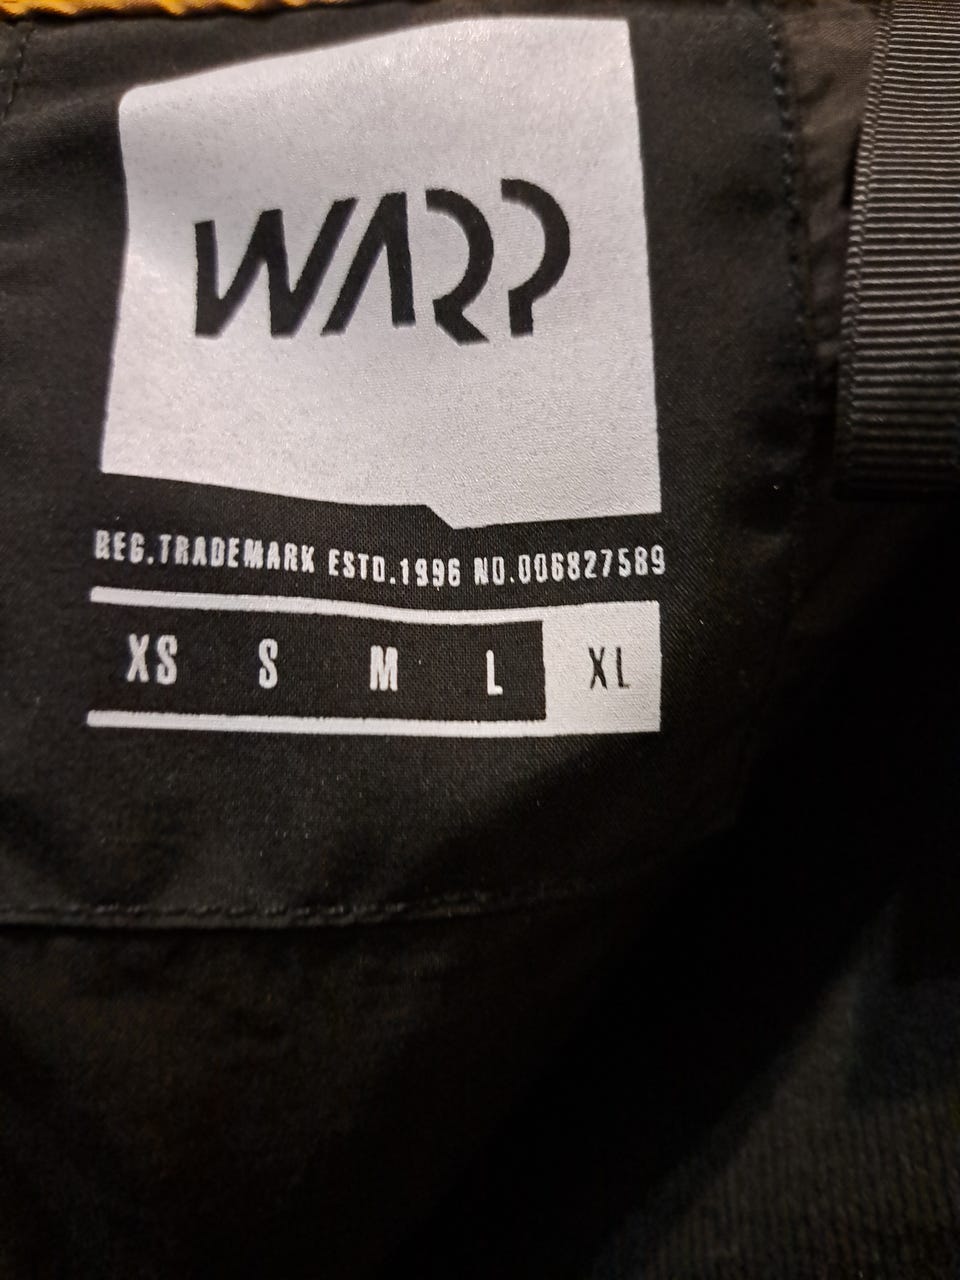 WARP
REG.TRADEMARK ESTD.1996 NO.006827589
XS S M L XL